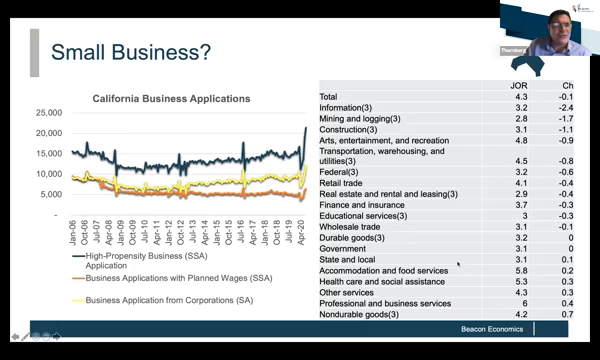 Small Business?
Thornberg
California Business Applications
25,000
20,000
15,000
10,000
5,000
-
Jan-06
Oct-06
Jul-07
Apr-08
Jan-09
Oct-09
Jul-10
Apr-11
Jan-12
Oct-12
Jul-13
Apr-14
Jan-15
Oct-15
Jul-16
Apr-17
Jan-18
Oct-18
Jul-19
Apr-20
High-Propensity Business (SSA)
Application
Business Applications with Planned Wages (SSA)
Business Application from Corporations (SA)
JOR Ch
Total 4.3 -0.1
Information(3) 3.2 -2.4
Mining and logging(3) 2.8 -1.7
Construction(3) 3.1 -1.1
Arts, entertainment, and recreation 4.8 -0.9
Transportation, warehousing, and
utilities(3) 4.5 -0.8
Federal(3) 3.2 -0.6
Retail trade 4.1 -0.4
Real estate and rental and leasing(3) 2.9 -0.4
Finance and insurance 3.7 -0.3
Educational services(3) 3 -0.3
Wholesale trade 3.1 -0.1
Durable goods(3) 3.2 0
Government 3.1 0
State and local 3.1 0.1
Accommodation and food services 5.8 0.2
Health care and social assistance 5.3 0.3
Other services 4.3 0.3
Professional and business services 6 0.4
Nondurable goods(3) 4.2 0.7
Beacon Economics